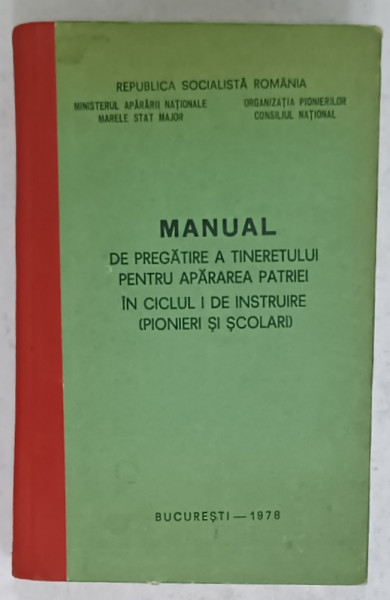 REPUBLICA SOCIALISTĂ ROMÂNIA
MINISTERUL APĂRĂRII NAȚIONALE
MARELE STAT MAJOR
ORGANIZAȚIA PIONIERILOR
CONSILIUL NAȚIONAL
MANUAL
DE PREGĂTIRE A TINERETULUI
PENTRU APĂRAREA PATRIEI
ÎN CICLUL I DE INSTRUIRE
(PIONIERI ȘI ȘCOLARI)
BUCUREȘTI — 1978